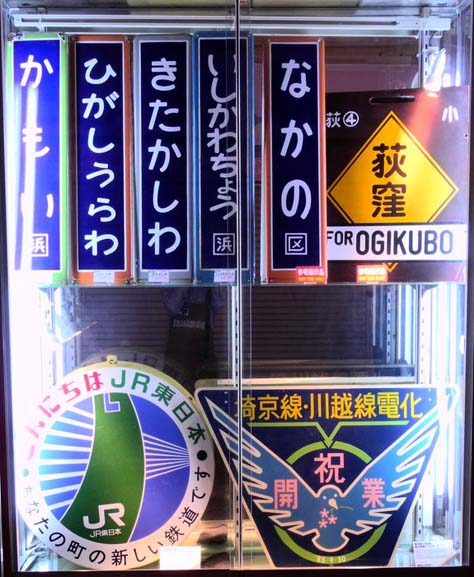 かもい
浜
ひがしうらわ
きたかしわ
いしかわちょう
浜
なかの
区
荻④
小
荻窪
FOR OGIKUBO
こんにちは JR東日本
JR
JR東日本
あなたの町の新しい鉄道です
埼京線・川越線電化
祝
開業